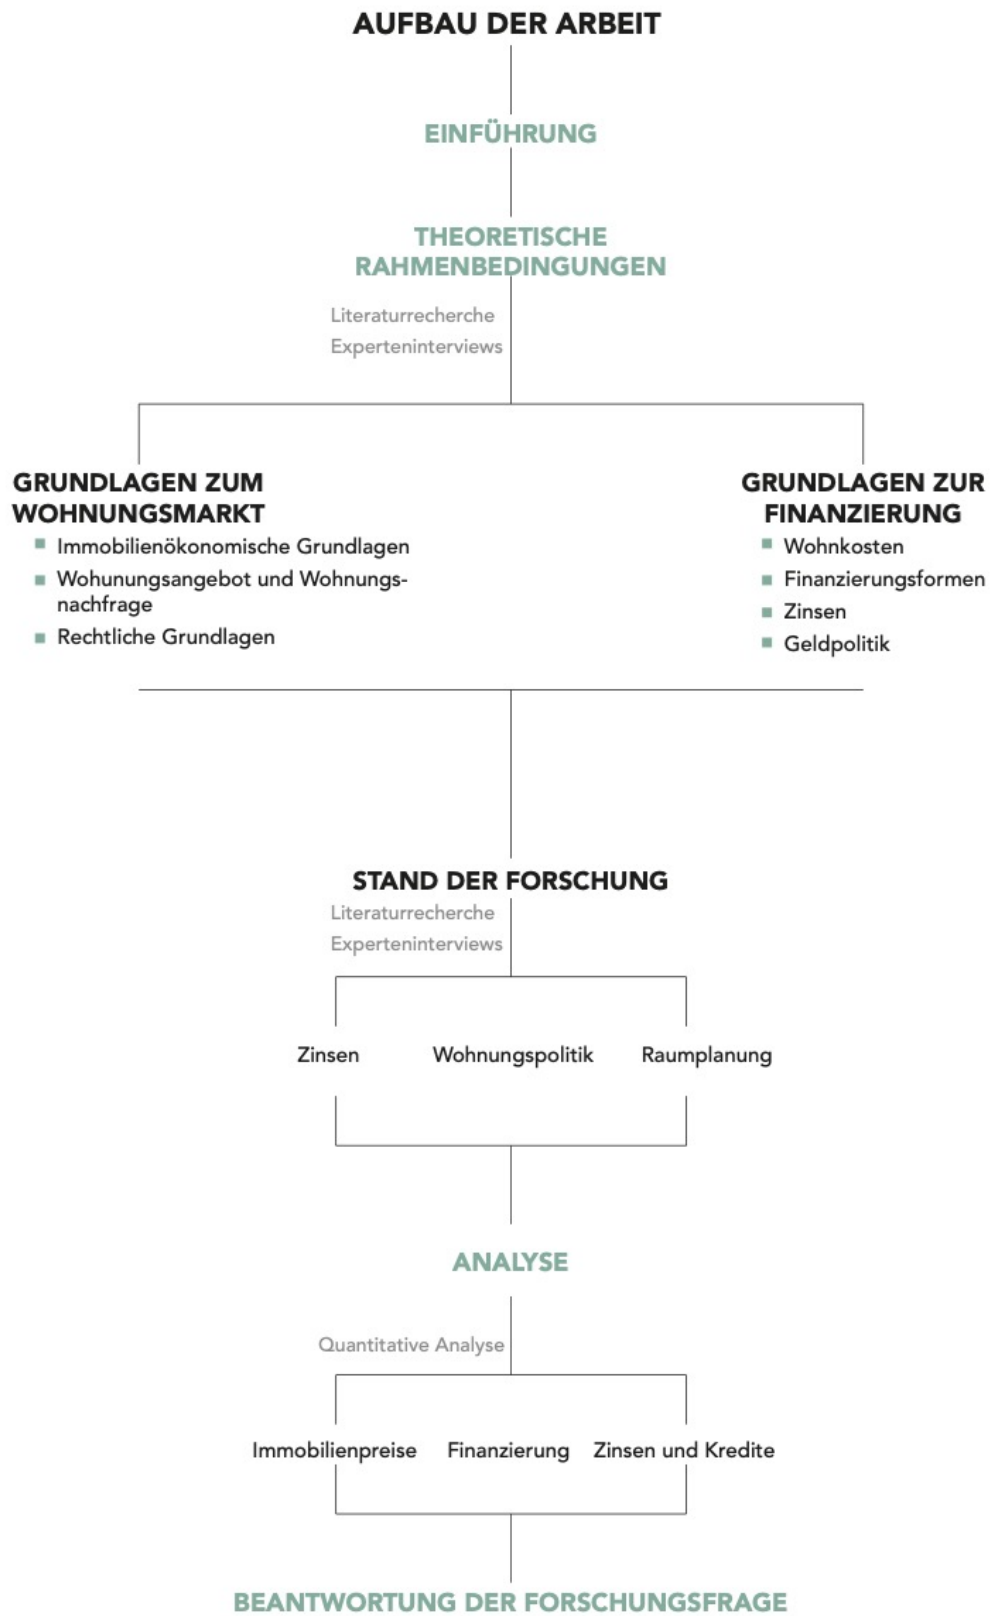 AUFBAU DER ARBEIT
EINFÜHRUNG
THEORETISCHE
RAHMENBEDINGUNGEN
Literaturrecherche
Experteninterviews
GRUNDLAGEN ZUM
WOHNUNGSMARKT
Immobilienökonomische Grundlagen
Wohunungsangebot und Wohnungs-
nachfrage
Rechtliche Grundlagen
GRUNDLAGEN ZUR
FINANZIERUNG
Wohnkosten
Finanzierungsformen
Zinsen
Geldpolitik
STAND DER FORSCHUNG
Literaturrecherche
Experteninterviews
Zinsen Wohnungspolitik Raumplanung
ANALYSE
Quantitative Analyse
Immobilienpreise Finanzierung Zinsen und Kredite
BEANTWORTUNG DER FORSCHUNGSFRAGE